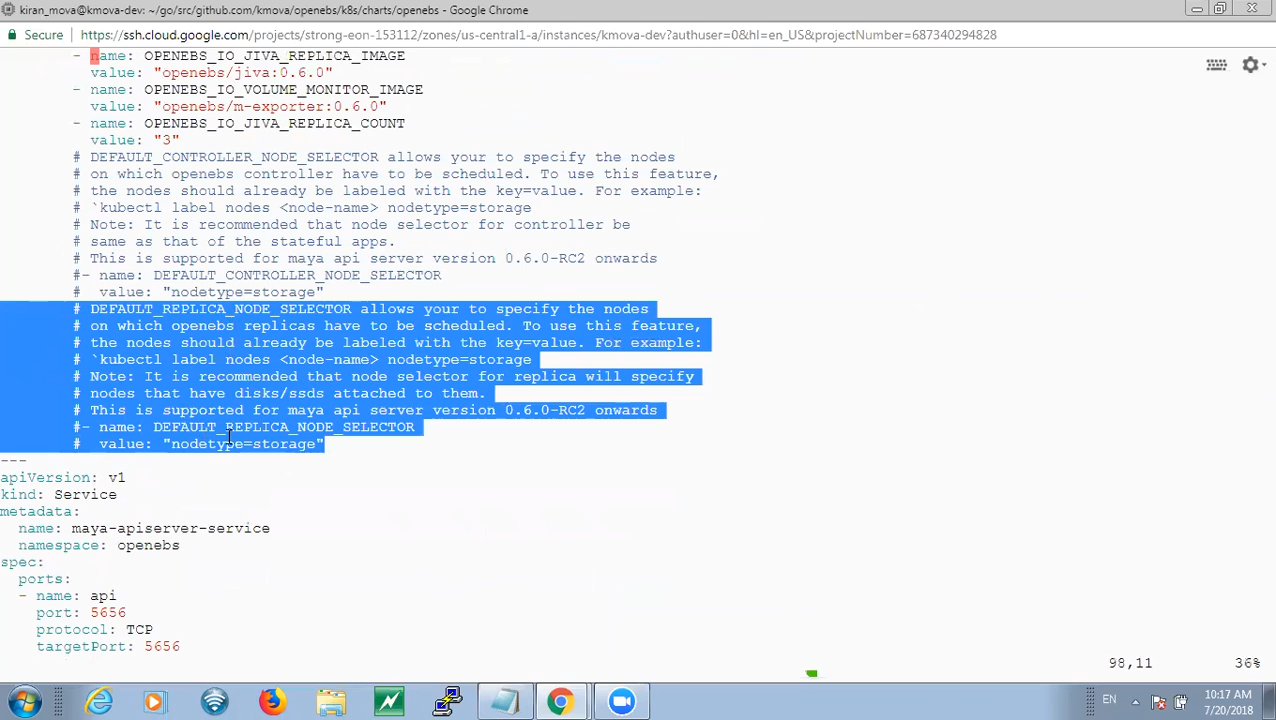 kiran_mova@kmova-dev: ~/go/src/github.com/kmova/openebs/k8s/charts/openebs - Google Chrome
Secure https://ssh.cloud.google.com/projects/strong-eon-153112/zones/us-central1-a/instances/kmova-dev?authuser=0&hl=en_US&projectNumber=687340294828
- name: OPENEBS_IO_JIVA_REPLICA_IMAGE
value: "openebs/jiva:0.6.0"
- name: OPENEBS_IO_VOLUME_MONITOR_IMAGE
value: "openebs/m-exporter:0.6.0"
- name: OPENEBS_IO_JIVA_REPLICA_COUNT
value: "3"
# DEFAULT_CONTROLLER_NODE_SELECTOR allows your to specify the nodes
# on which openebs controller have to be scheduled. To use this feature,
# the nodes should already be labeled with the key=value. For example:
# `kubectl label nodes <node-name> nodetype=storage
# Note: It is recommended that node selector for controller be
# same as that of the stateful apps.
# This is supported for maya api server version 0.6.0-RC2 onwards
#- name: DEFAULT_CONTROLLER_NODE_SELECTOR
#  value: "nodetype=storage"
# DEFAULT_REPLICA_NODE_SELECTOR allows your to specify the nodes
# on which openebs replicas have to be scheduled. To use this feature,
# the nodes should already be labeled with the key=value. For example:
# `kubectl label nodes <node-name> nodetype=storage
# Note: It is recommended that node selector for replica will specify
# nodes that have disks/ssds attached to them.
# This is supported for maya api server version 0.6.0-RC2 onwards
#- name: DEFAULT_REPLICA_NODE_SELECTOR
#  value: "nodetype=storage"
---
apiVersion: v1
kind: Service
metadata:
name: maya-apiserver-service
namespace: openebs
spec:
ports:
- name: api
port: 5656
protocol: TCP
targetPort: 5656
98,11 36%
EN
10:17 AM
7/20/2018